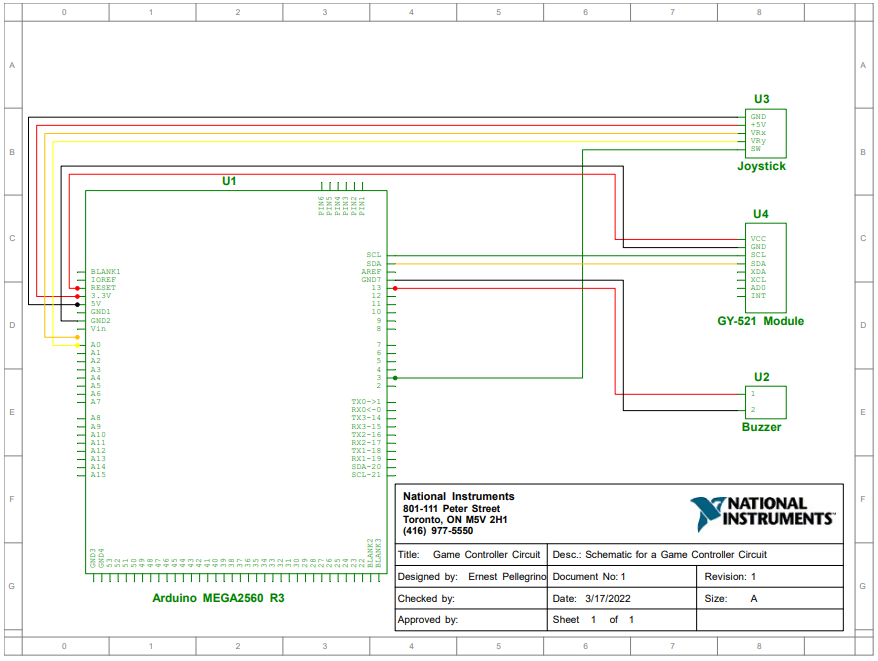 0 1 2 3 4 5 6 7 8
A A
B B
C C
D D
E E
F F
G G
U3
GND
+5V
VRx
VRy
SW
Joystick
U1
PIN6 PIN5 PIN4 PIN3 PIN2 PIN1
U4
VCC
GND
SCL
SDA
XDA
XCL
AD0
INT
GY-521 Module
BLANK1
IOREF
RESET
3.3V
5V
GND1
GND2
Vin
A0
A1
A2
A3
A4
A5
A6
A7
A8
A9
A10
A11
A12
A13
A14
A15
SCL
SDA
AREF
GND7
13
12
11
10
9
8
7
6
5
4
3
2
TX0->1
RX0<-0
TX3-14
RX3-15
TX2-16
RX2-17
TX1-18
RX1-19
SDA-20
SCL-21
U2
1
2
Buzzer
GND3 GND4 53 52 51 50 49 48 47 46 45 44 43 42 41 40 39 38 37 36 35 34 33 32 31 30 29 28 27 26 25 24 23 22 BLANK2 BLANK3
Arduino MEGA2560 R3
National Instruments
801-111 Peter Street
Toronto, ON M5V 2H1
(416) 977-5550
NATIONAL
INSTRUMENTS™
Title: Game Controller Circuit Desc.: Schematic for a Game Controller Circuit
Designed by: Ernest Pellegrino Document No: 1 Revision: 1
Checked by: Date: 3/17/2022 Size: A
Approved by: Sheet 1 of 1
0 1 2 3 4 5 6 7 8